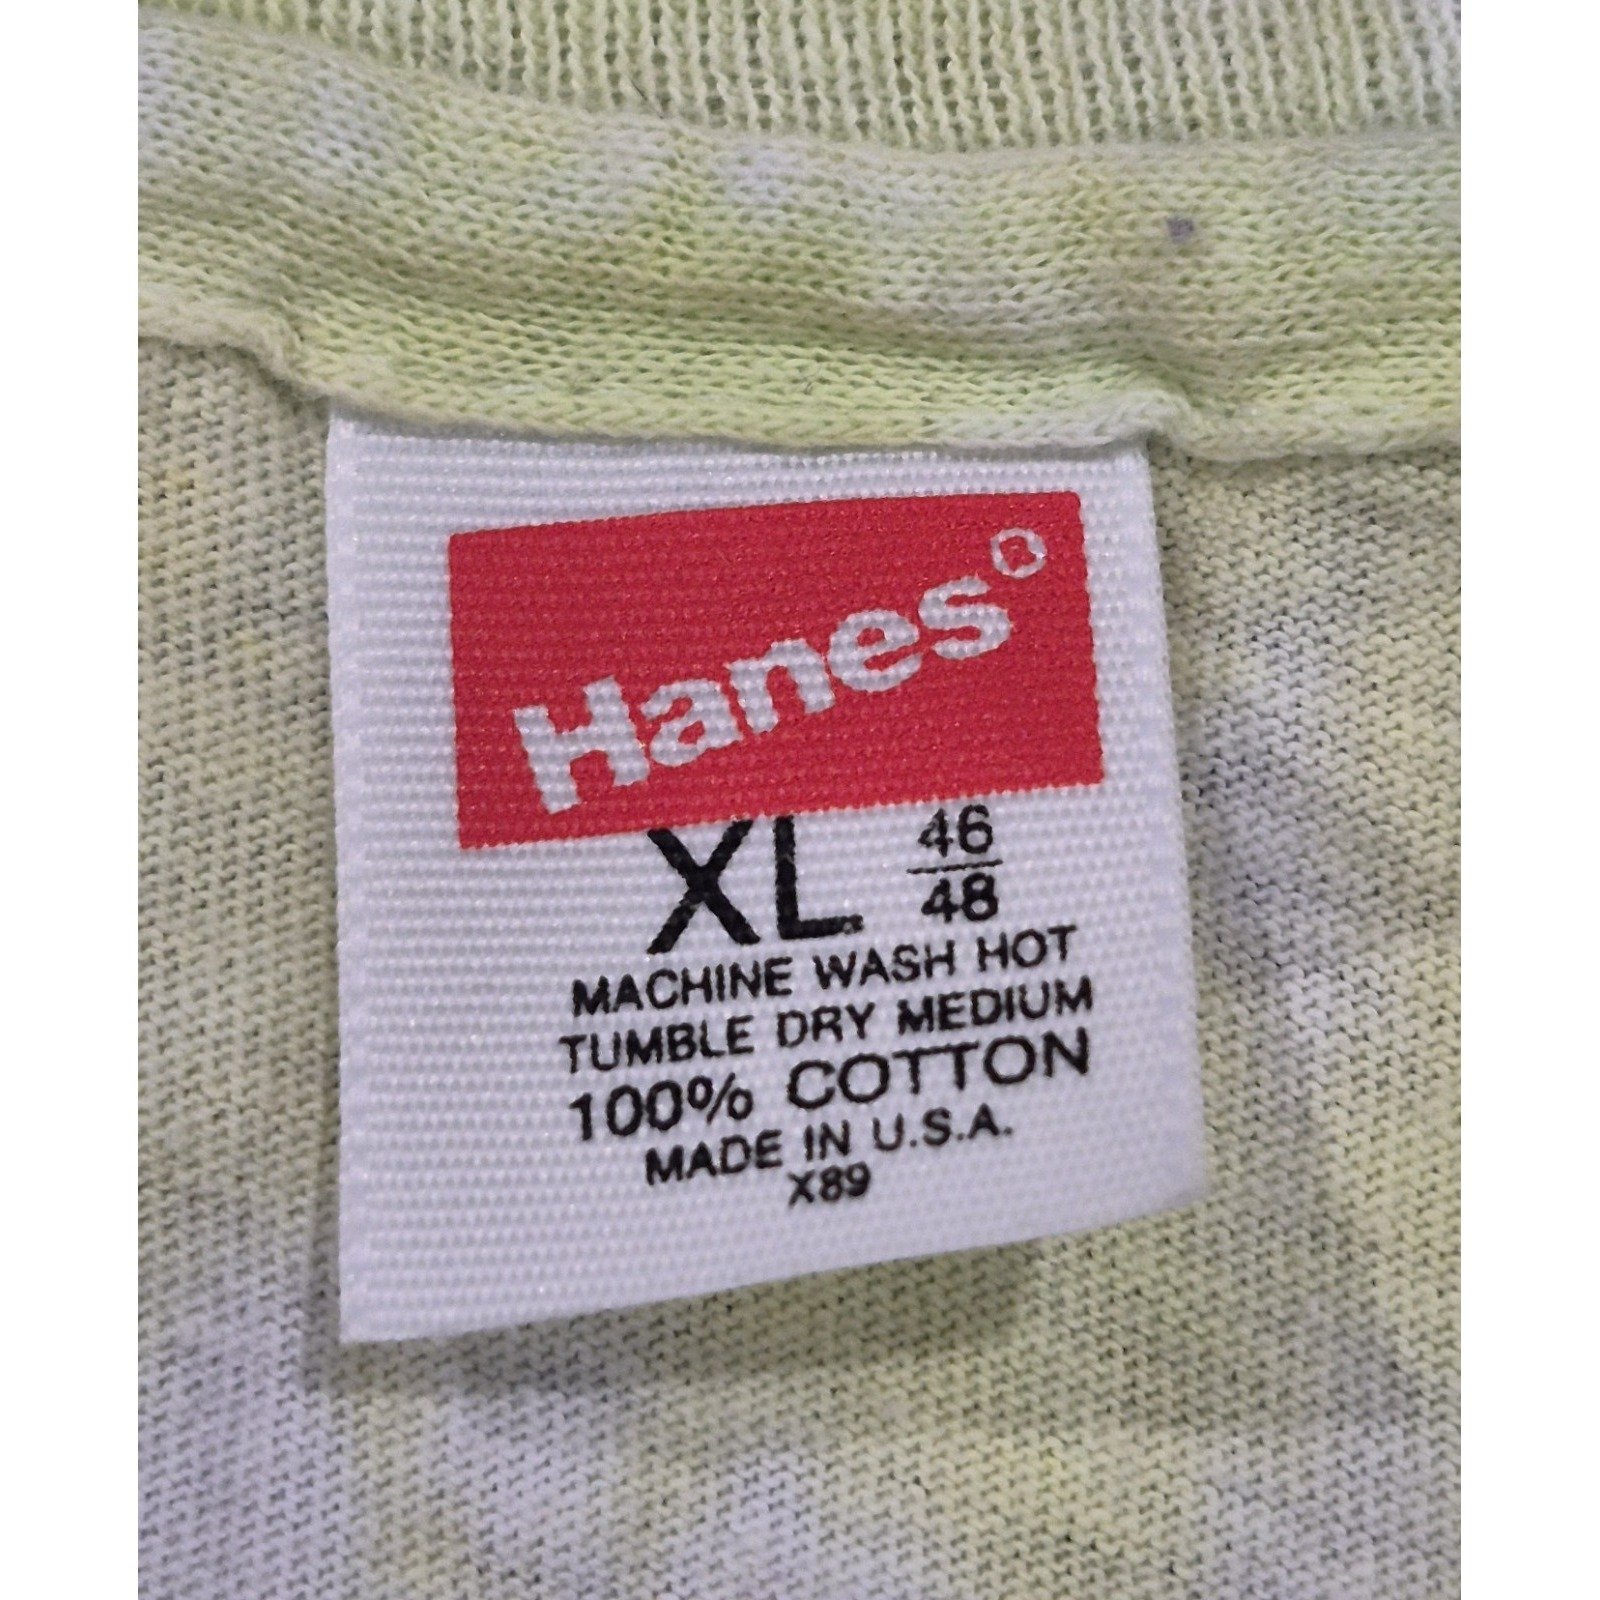 Hanes®
XL 46/48
MACHINE WASH HOT
TUMBLE DRY MEDIUM
100% COTTON
MADE IN U.S.A.
X89